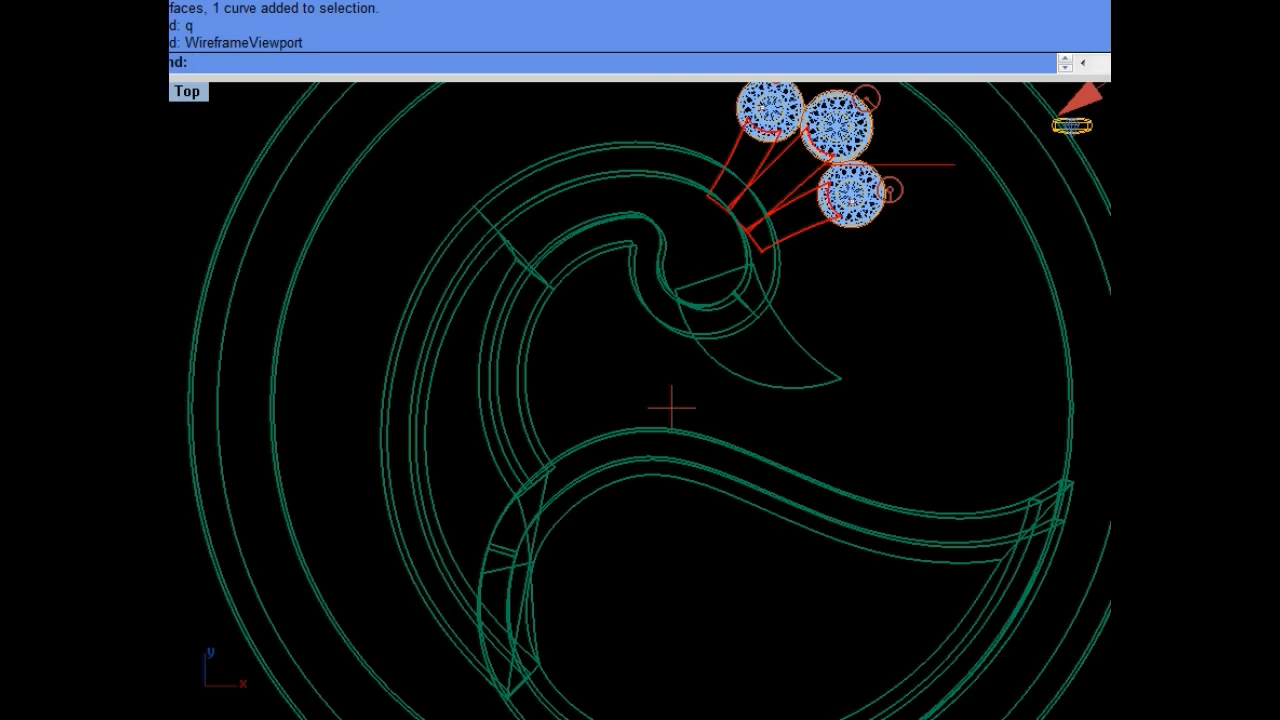 faces, 1 curve added to selection.
d: q
d: WireframeViewport
nd:
Top
y
x